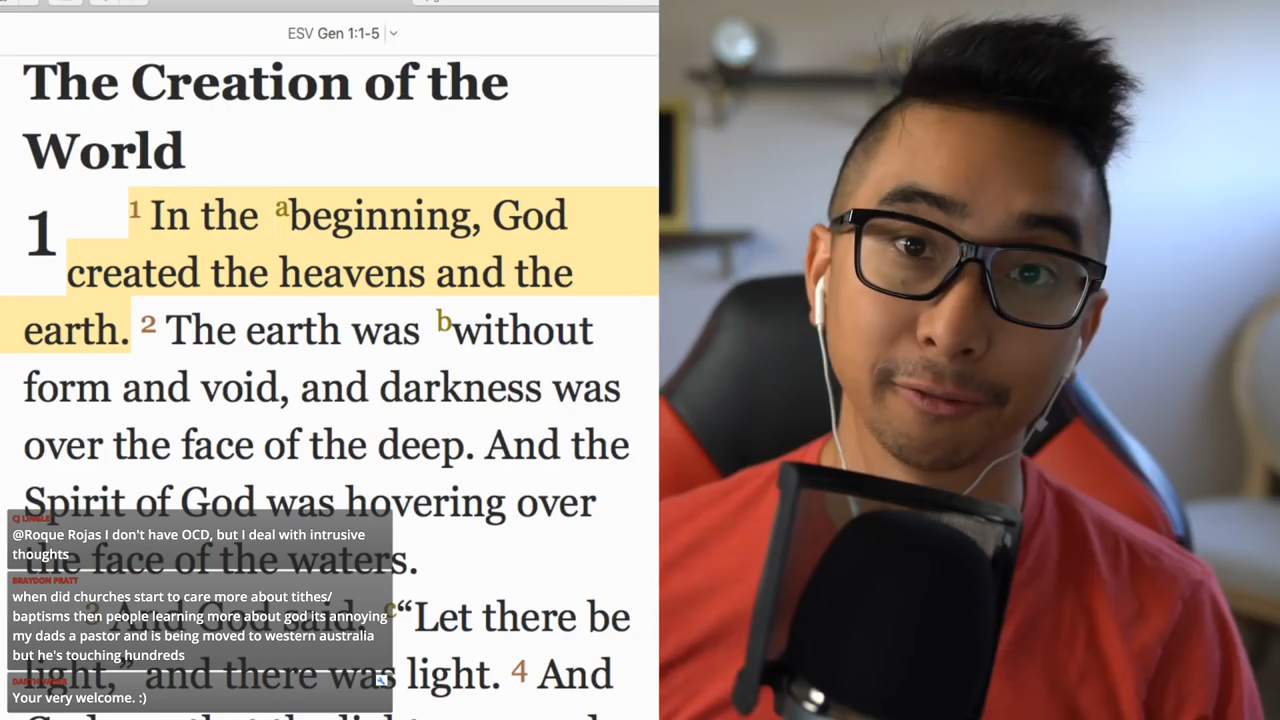 ESV Gen 1:1-5
The Creation of the
World
1 1 In the abeginning, God
created the heavens and the
earth. 2 The earth was bwithout
form and void, and darkness was
over the face of the deep. And the
Spirit of God was hovering over
the face of the waters.
3 And God said, c“Let there be
light,” and there was light. 4 And
@Roque Rojas I don't have OCD, but I deal with intrusive
thoughts
BRAYDON PRATT
when did churches start to care more about tithes/
baptisms then people learning more about god its annoying
my dads a pastor and is being moved to western australia
but he's touching hundreds
Your very welcome. :)